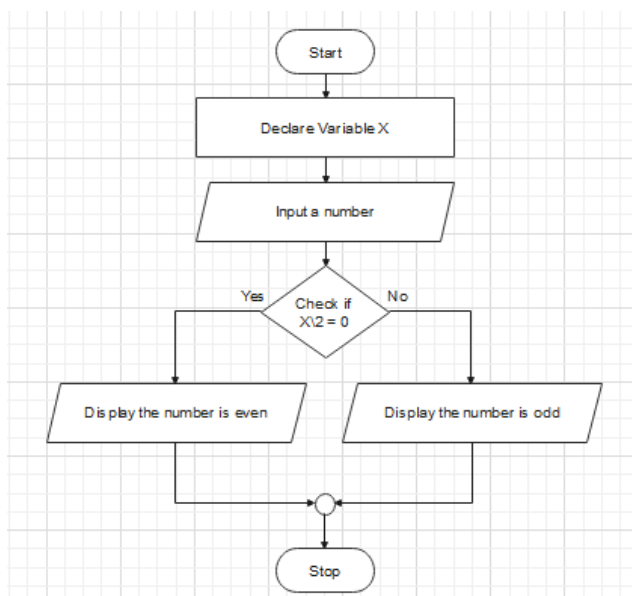 Start
Declare Variable X
Input a number
Yes
No
Check if
X\2 = 0
Display the number is even
Display the number is odd
Stop